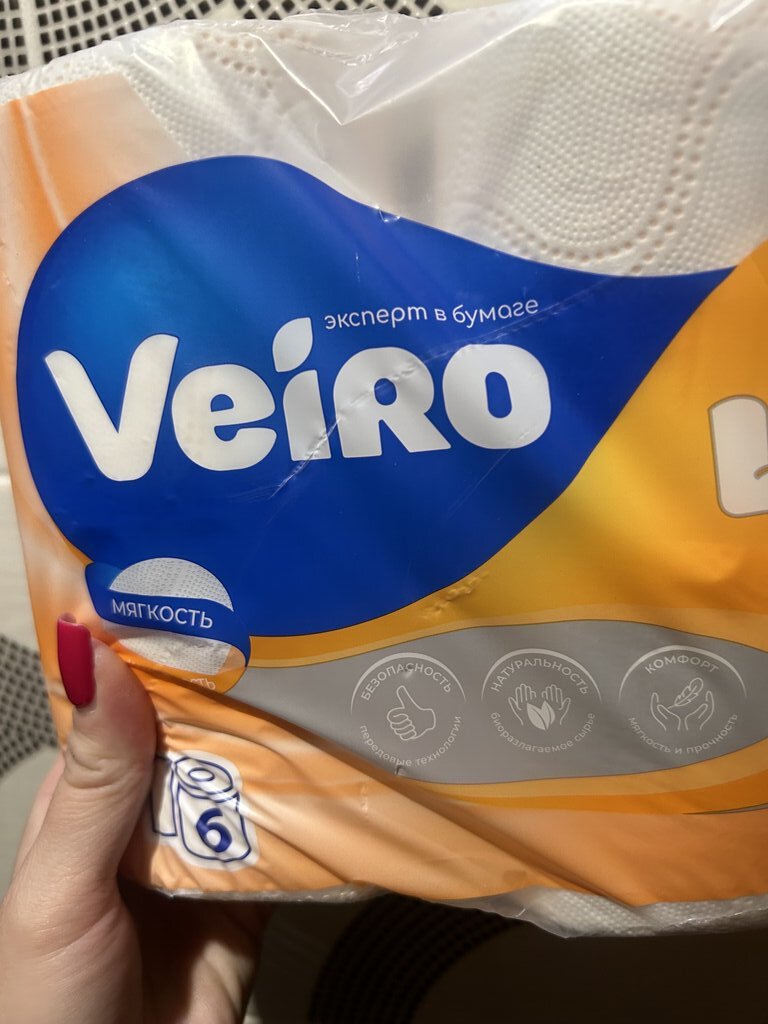 эксперт в бумаге
Veiro
МЯГКОСТЬ
БЕЗОПАСНОСТЬ
передовые технологии
НАТУРАЛЬНОСТЬ
биоразлагаемое сырье
КОМФОРТ
мягкость и прочность
6